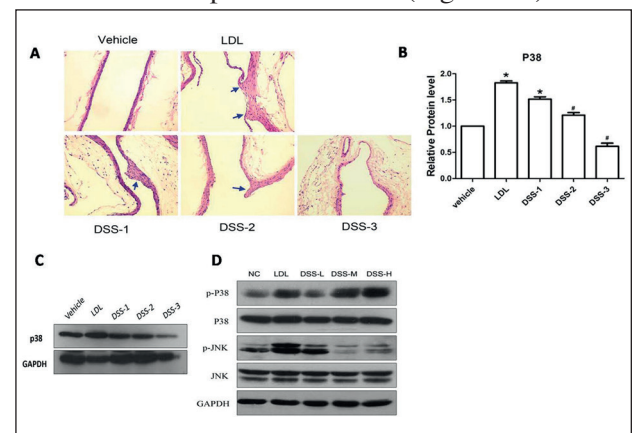 A
Vehicle
LDL
DSS-1
DSS-2
DSS-3
B
P38
Relative Protein level
2.0
1.5
1.0
0.5
0.0
*
*
#
#
vehicle
LDL
DSS-1
DSS-2
DSS-3
C
Vehicle
LDL
DSS-1
DSS-2
DSS-3
p38
GAPDH
D
NC LDL DSS-L DSS-M DSS-H
p-P38
P38
p-JNK
JNK
GAPDH